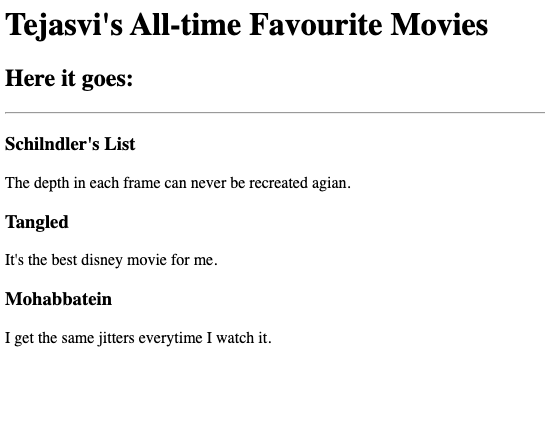 Tejasvi's All-time Favourite Movies
Here it goes:
Schilndler's List
The depth in each frame can never be recreated agian.
Tangled
It's the best disney movie for me.
Mohabbatein
I get the same jitters everytime I watch it.